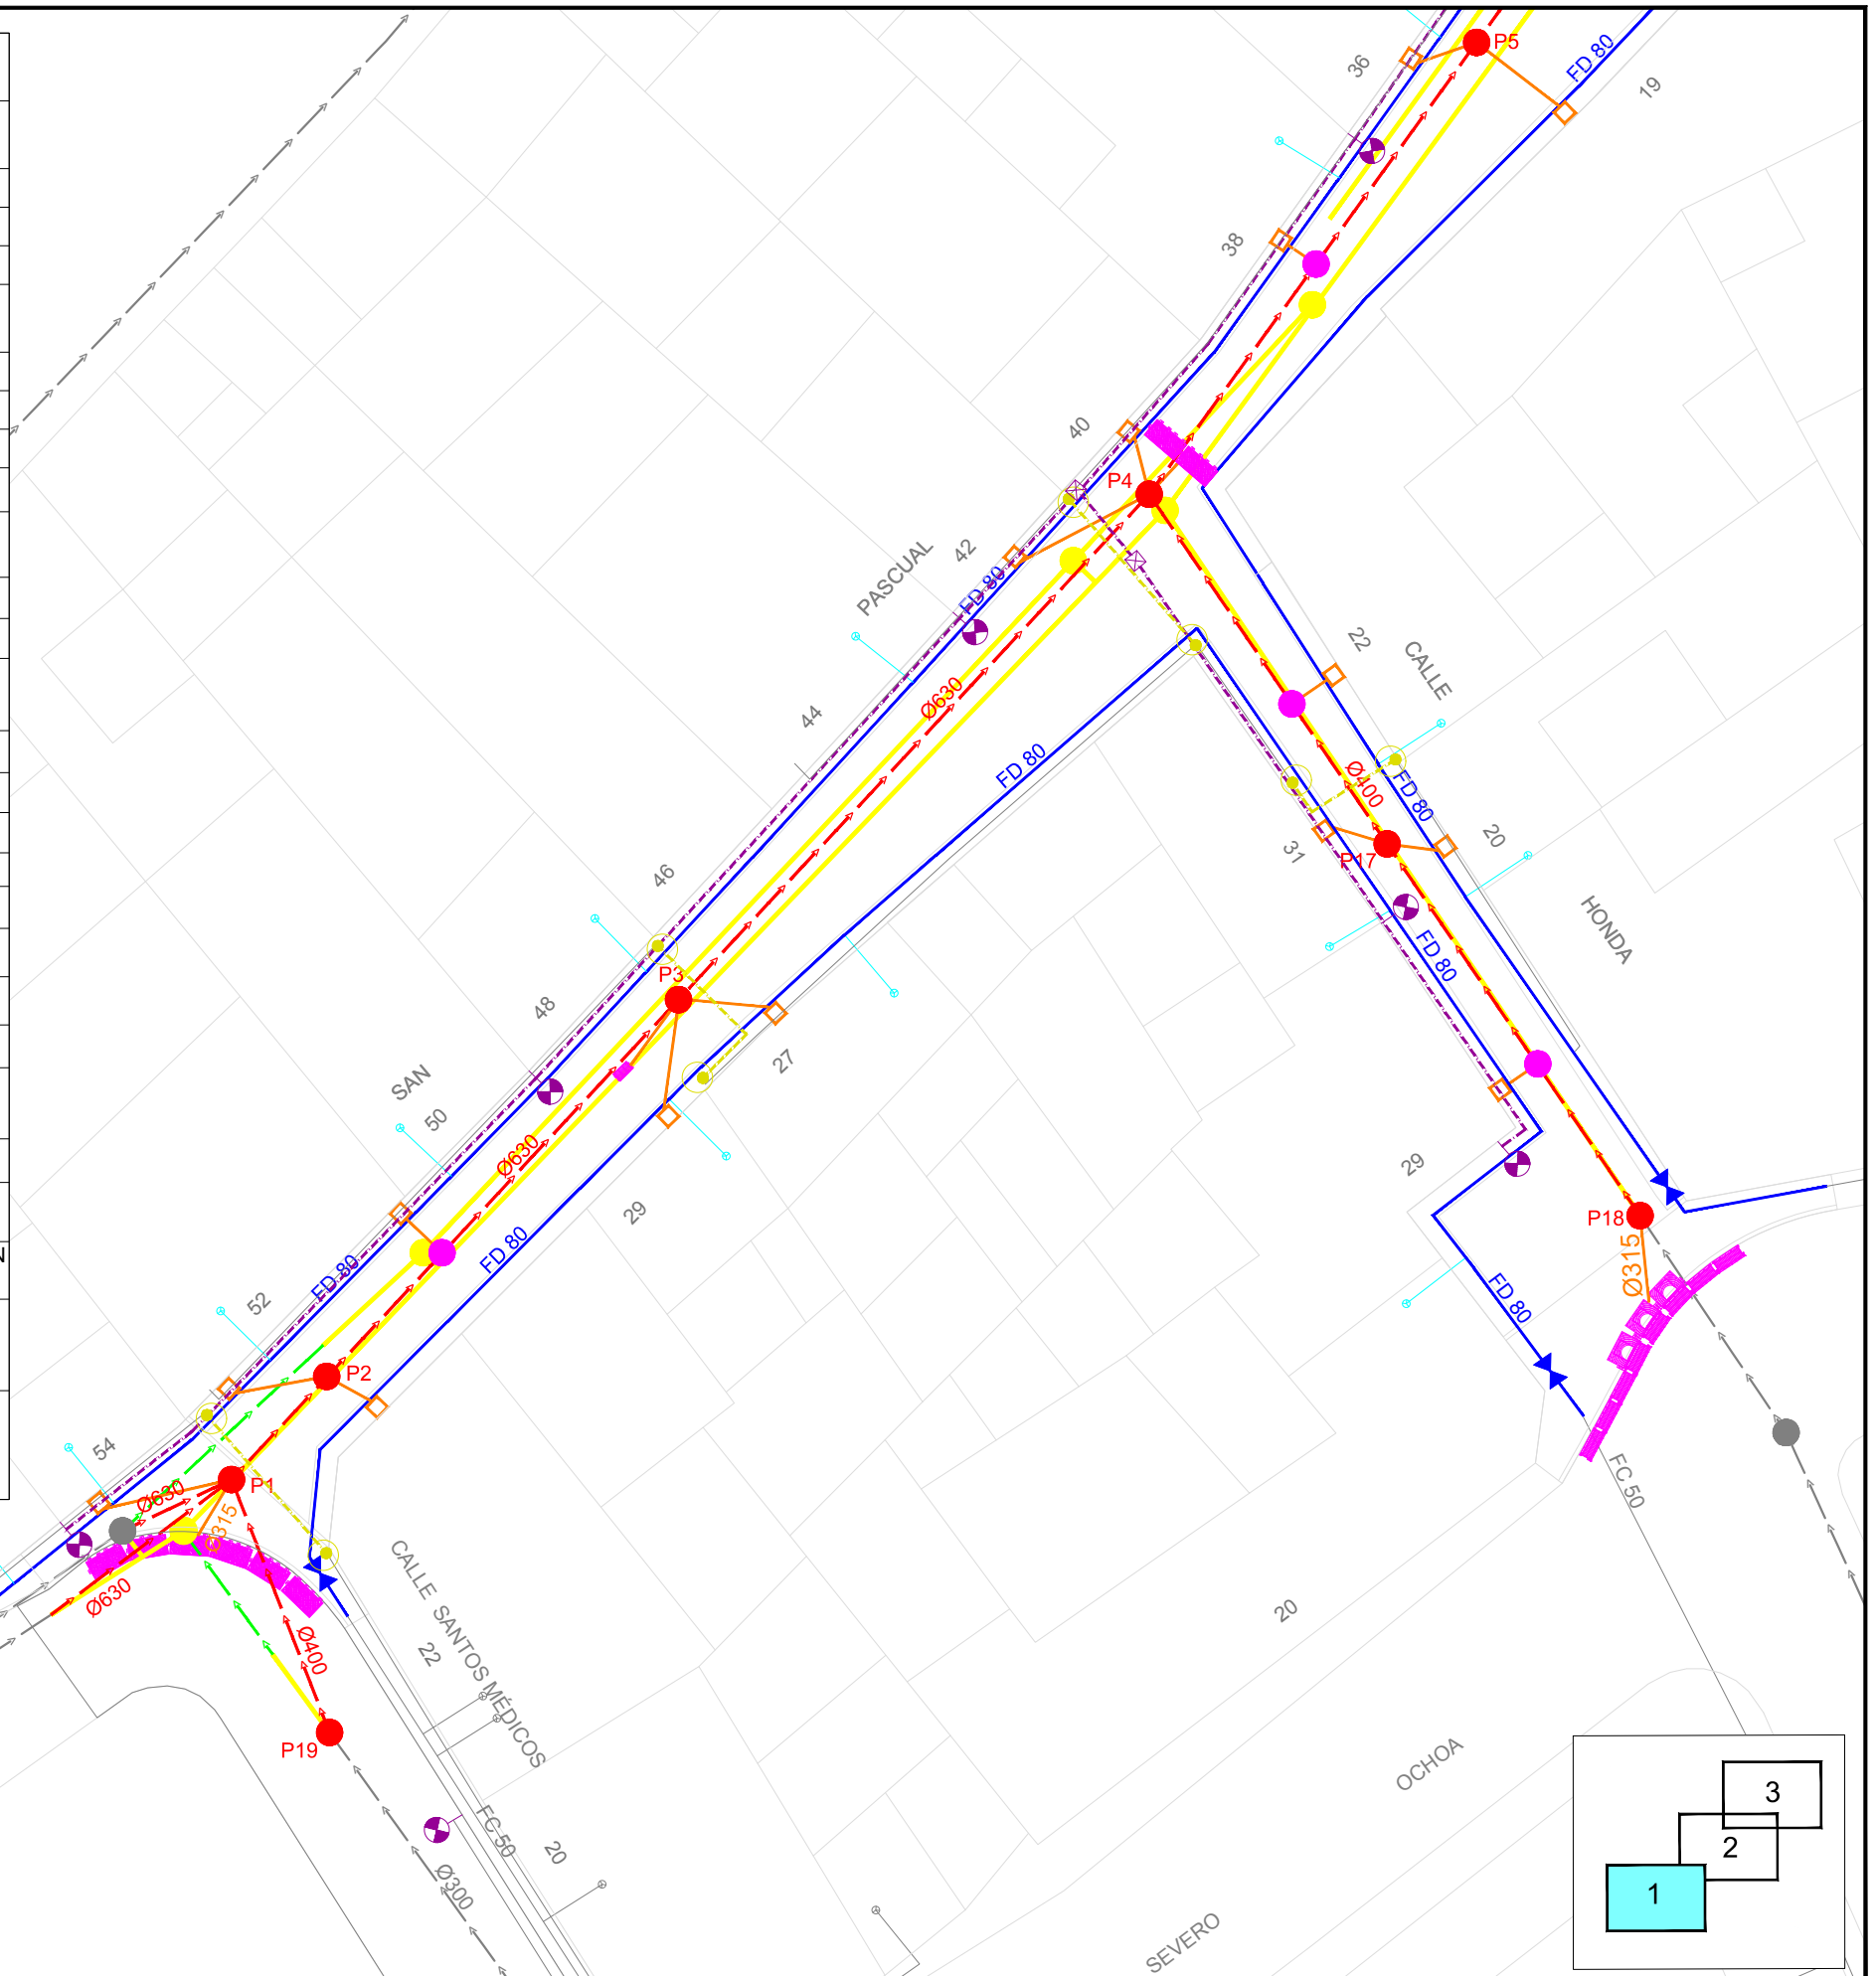 P5
FD 80
36
19
38
40
P4
PASCUAL
42
FD 80
22
CALLE
Ø630
44
FD 80
Ø400
FD 80
20
31
P17
46
HONDA
FD 80
P3
48
27
SAN
50
Ø630
29
29
P18
Ø315
FD 80
FD 80
52
FD 80
P2
54
P1
Ø630
Ø315
FC 50
Ø630
CALLE SANTOS MÉDICOS
22
20
Ø400
P19
OCHOA
FC 50
20
Ø300
SEVERO
N
3
2
1